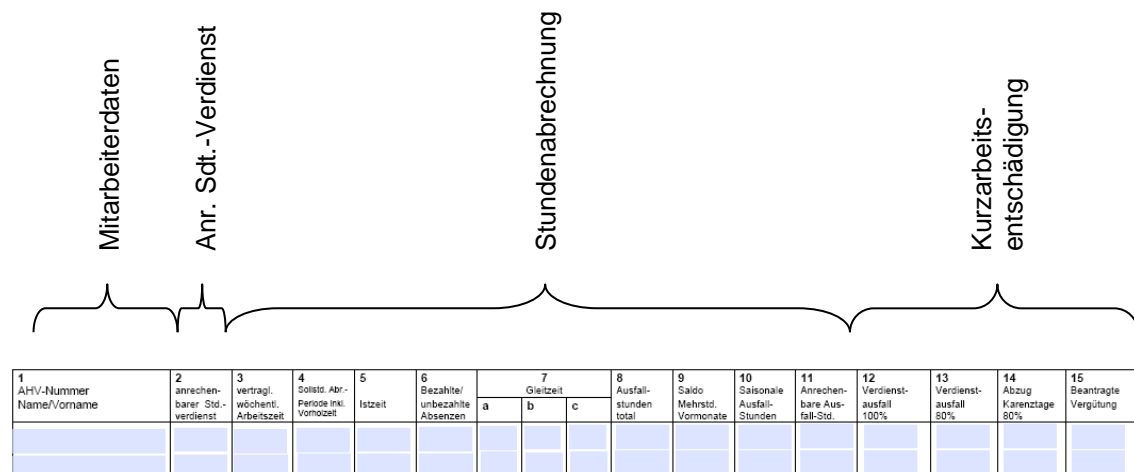 Mitarbeiterdaten
Anr. Sdt.-Verdienst
Stundenabrechnung
Kurzarbeits-
entschädigung
1
AHV-Nummer
Name/Vorname
2
anrechen-
barer Std.-
verdienst
3
vertragl.
wöchentl.
Arbeitszeit
4
Sollstd. Abr.-
Periode inkl.
Vorholzeit
5
Istzeit
6
Bezahlte/
unbezahlte
Absenzen
7
Gleitzeit
a b c
8
Ausfall-
stunden
total
9
Saldo
Mehrstd.
Vormonate
10
Saisonale
Ausfall-
Stunden
11
Anrechen-
bare Aus-
fall-Std.
12
Verdienst-
ausfall
100%
13
Verdienst-
ausfall
80%
14
Abzug
Karenztage
80%
15
Beantragte
Vergütung